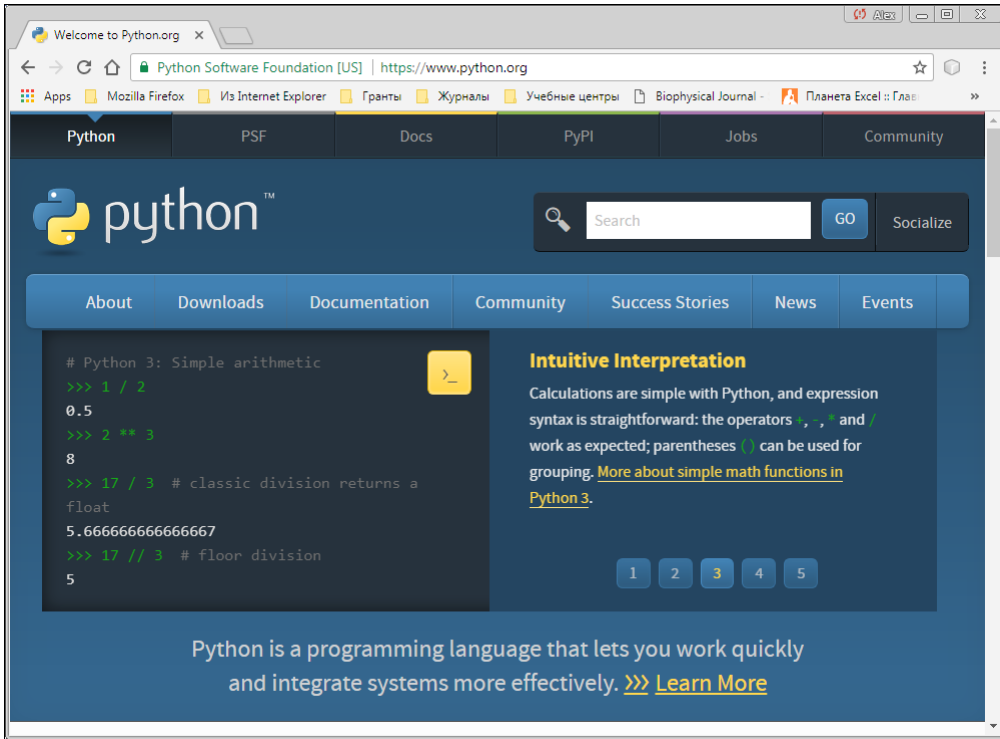 Alex
Welcome to Python.org
Python Software Foundation [US] | https://www.python.org
Apps Mozilla Firefox Из Internet Explorer Гранты Журналы Учебные центры Biophysical Journal - Планета Excel :: Глав »
Python PSF Docs PyPI Jobs Community
python™
Search GO Socialize
About Downloads Documentation Community Success Stories News Events
# Python 3: Simple arithmetic
>>> 1 / 2
0.5
>>> 2 ** 3
8
>>> 17 / 3  # classic division returns a
float
5.666666666666667
>>> 17 // 3  # floor division
5
>_
Intuitive Interpretation
Calculations are simple with Python, and expression
syntax is straightforward: the operators +, -, * and /
work as expected; parentheses () can be used for
grouping. More about simple math functions in
Python 3.
1 2 3 4 5
Python is a programming language that lets you work quickly
and integrate systems more effectively. >>> Learn More